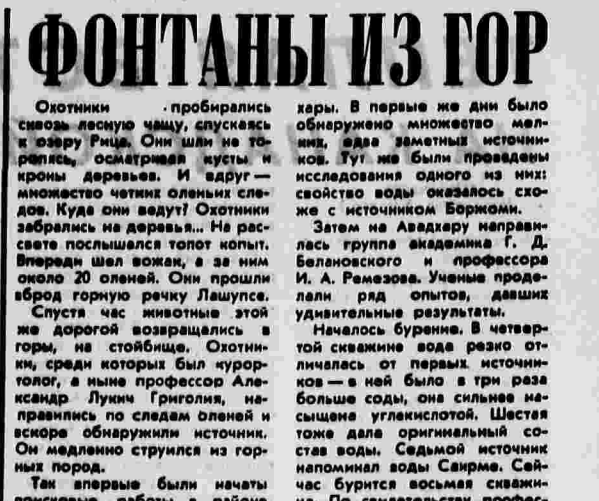 ФОНТАНЫ ИЗ ГОР
Охотники пробирались
сквозь лесную чащу, спускаясь
к озеру Рица. Они шли не то-
ропясь, осматривая кусты и
кроны деревьев. И вдруг —
множество четких оленьих сле-
дов. Куда они ведут? Охотники
забрались на деревья... На рас-
свете послышался топот копыт.
Впереди шел вожак, а за ним
около 20 оленей. Они прошли
вброд горную речку Лашупсе.
Спустя час животные этой
же дорогой возвращались в
горы, на стойбище. Охотни-
ки, среди которых был курор-
толог, а ныне профессор Але-
ксандр Лукич Григолия, на-
правились по следам оленей и
вскоре обнаружили источник.
Он медленно струился из гор-
ных пород.
Так впервые были начаты
поисковые работы в районе
хары. В первые же дни было
обнаружено множество мел-
ких, едва заметных источни-
ков. Тут же были проведены
исследования одного из них:
свойство воды оказалось схо-
же с источником Боржоми.
Затем на Авадхару направи-
лась группа академика Г. Д.
Белановского и профессора
И. А. Ремезова. Ученые проде-
лали ряд опытов, давших
удивительные результаты.
Началось бурение. В четвер-
той скважине вода резко от-
личалась от первых источни-
ков — в ней было в три раза
больше соды, она сильнее на-
сыщена углекислотой. Шестая
тоже дала оригинальный со-
став воды. Седьмой источник
напоминал воды Саирме. Сей-
час бурится восьмая скважи-
на. По свидетельству профес-